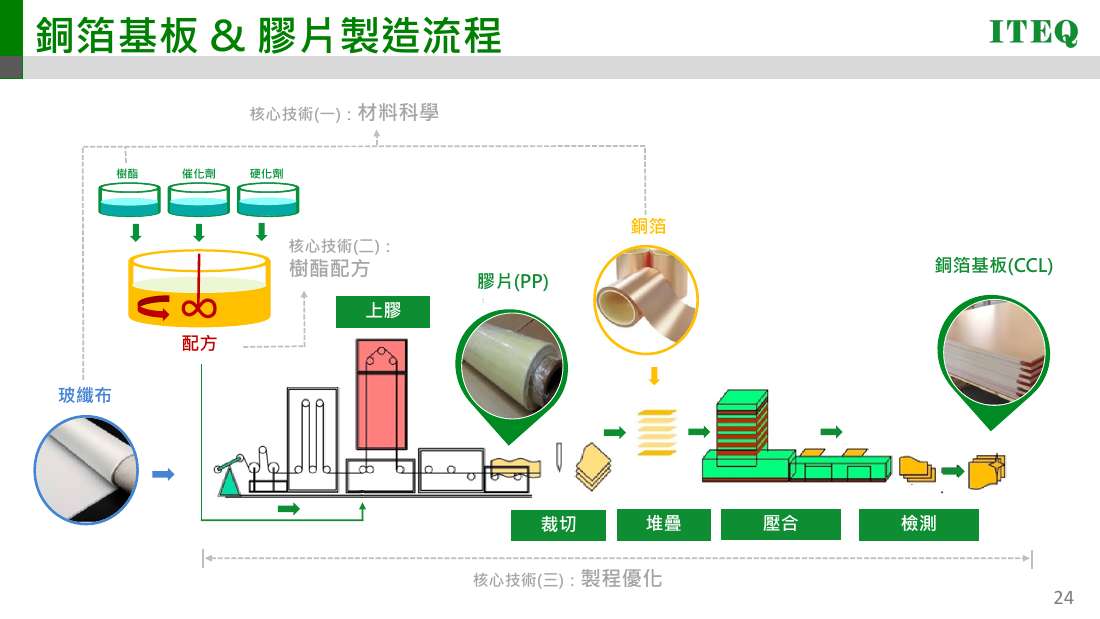 銅箔基板 & 膠片製造流程
ITEQ
核心技術(一)：材料科學
樹酯
催化劑
硬化劑
銅箔
核心技術(二)：
樹酯配方
銅箔基板(CCL)
膠片(PP)
上膠
配方
玻纖布
裁切
堆疊
壓合
檢測
核心技術(三)：製程優化
24